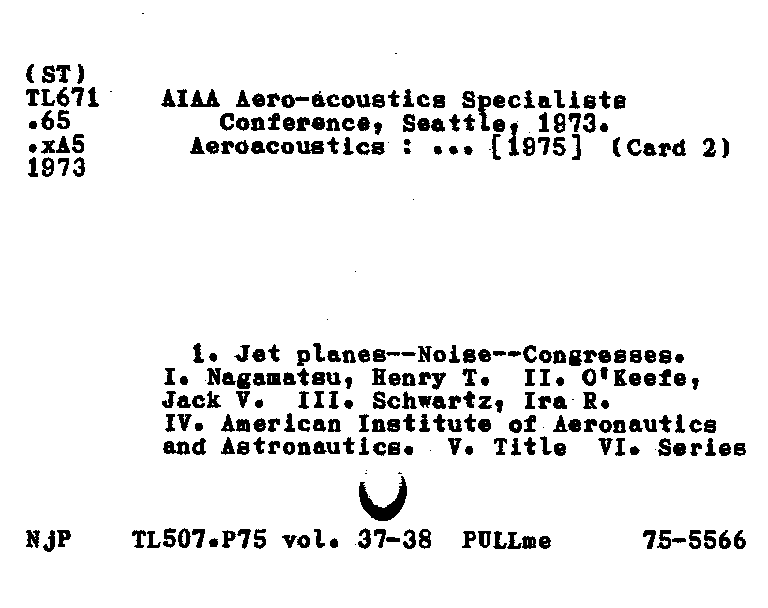 (ST)
TL671 AIAA Aero-acoustics Specialists
.65 Conference, Seattle, 1973.
.xA5 Aeroacoustics : ... [1975] (Card 2)
1973
1. Jet planes--Noise--Congresses.
I. Nagamatsu, Henry T. II. O'Keefe,
Jack V. III. Schwartz, Ira R.
IV. American Institute of Aeronautics
and Astronautics. V. Title VI. Series
NjP TL507.P75 vol. 37-38 PULLme 75-5566